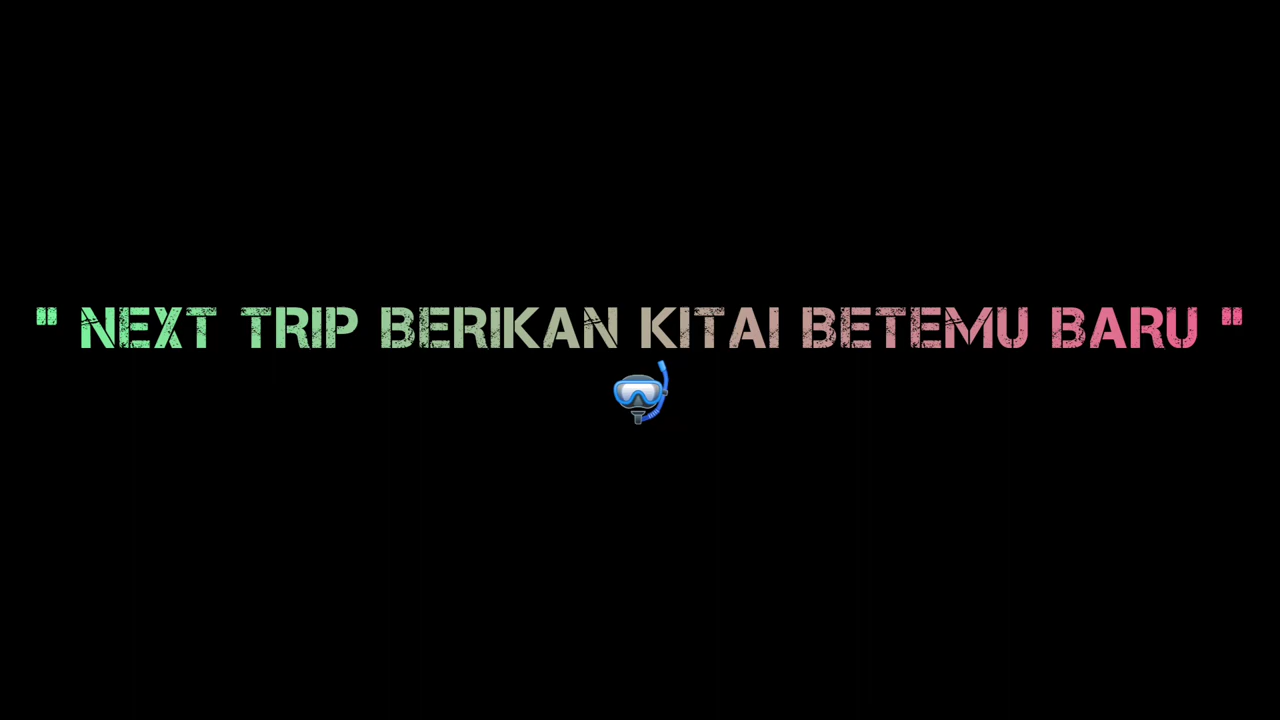 " NEXT TRIP BERIKAN KITAI BETEMU BARU "
🤿